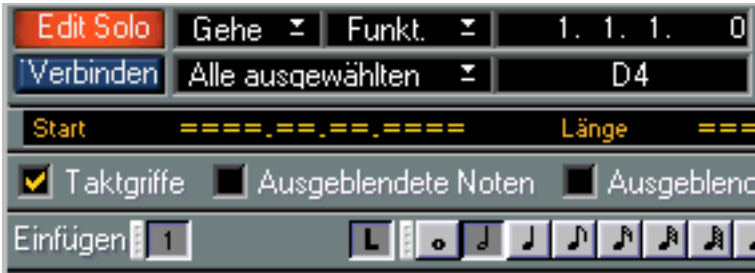 Edit Solo Gehe Funkt. 1. 1. 1. 0
Verbinden Alle ausgewählten D4
Start ====.==.==.==== Länge ===
Taktgriffe Ausgeblendete Noten Ausgeblend
Einfügen 1 L